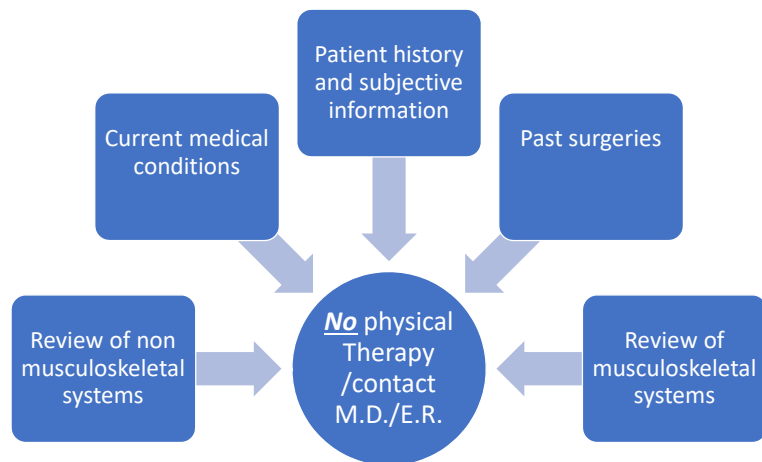 Patient history
and subjective
information
Current medical
conditions
Past surgeries
Review of non
musculoskeletal
systems
No physical
Therapy
/contact
M.D./E.R.
Review of
musculoskeletal
systems